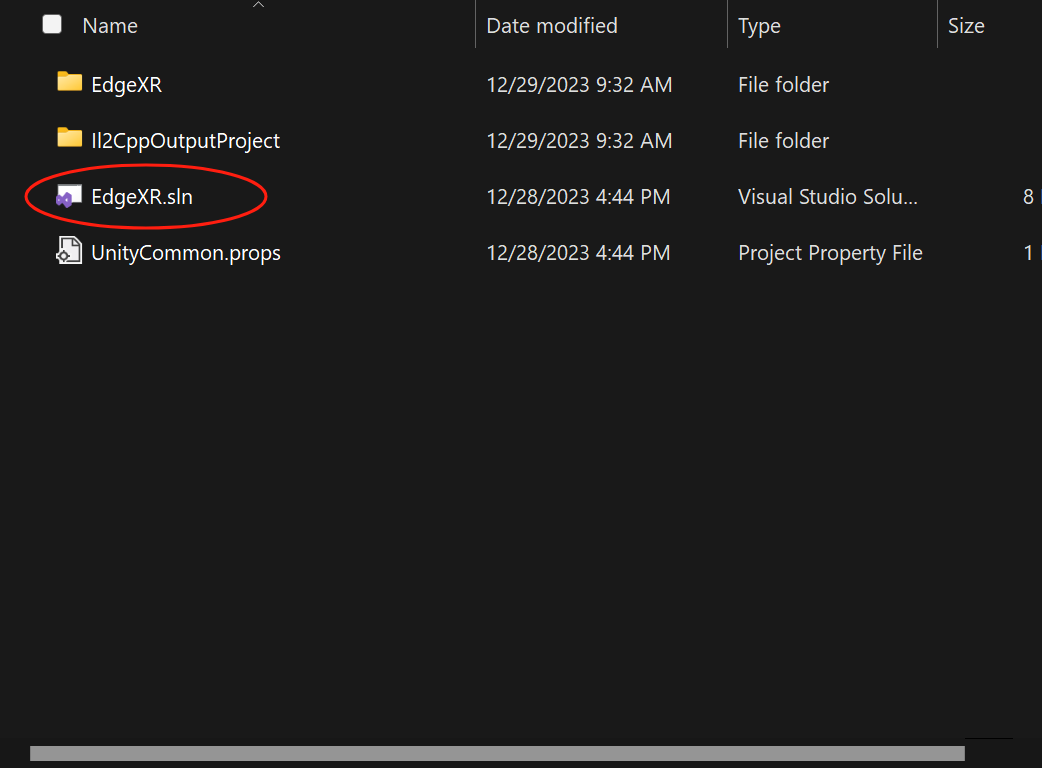 Name Date modified Type Size
EdgeXR 12/29/2023 9:32 AM File folder
Il2CppOutputProject 12/29/2023 9:32 AM File folder
EdgeXR.sln 12/28/2023 4:44 PM Visual Studio Solu... 8
UnityCommon.props 12/28/2023 4:44 PM Project Property File 1